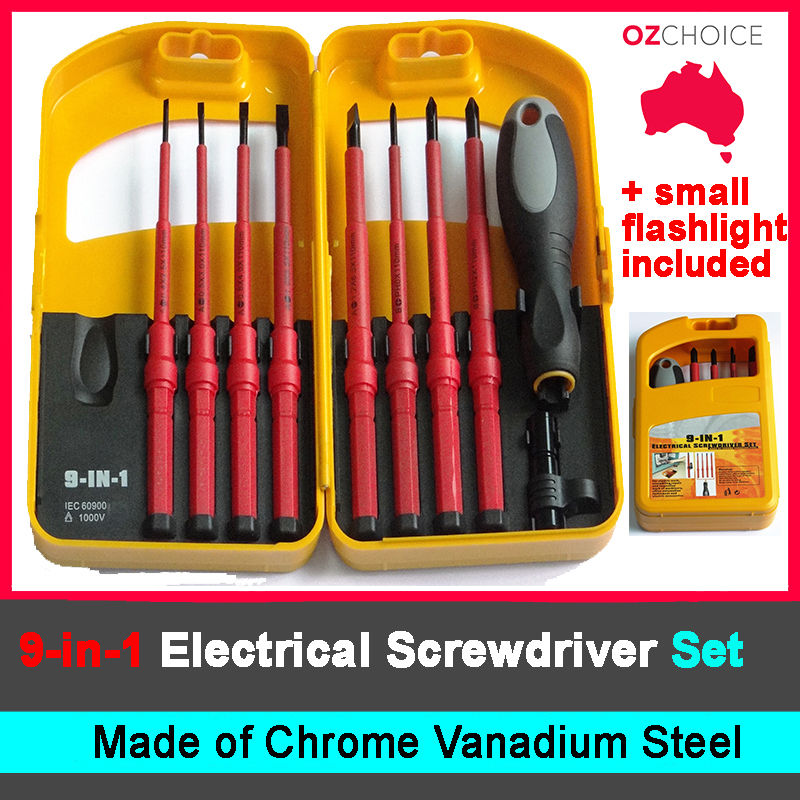 OZCHOICE
+ small
flashlight
included
9-IN-1
IEC 60900
1000V
9-IN-1
ELECTRICAL SCREWDRIVER SET
9-in-1 Electrical Screwdriver Set
Made of Chrome Vanadium Steel